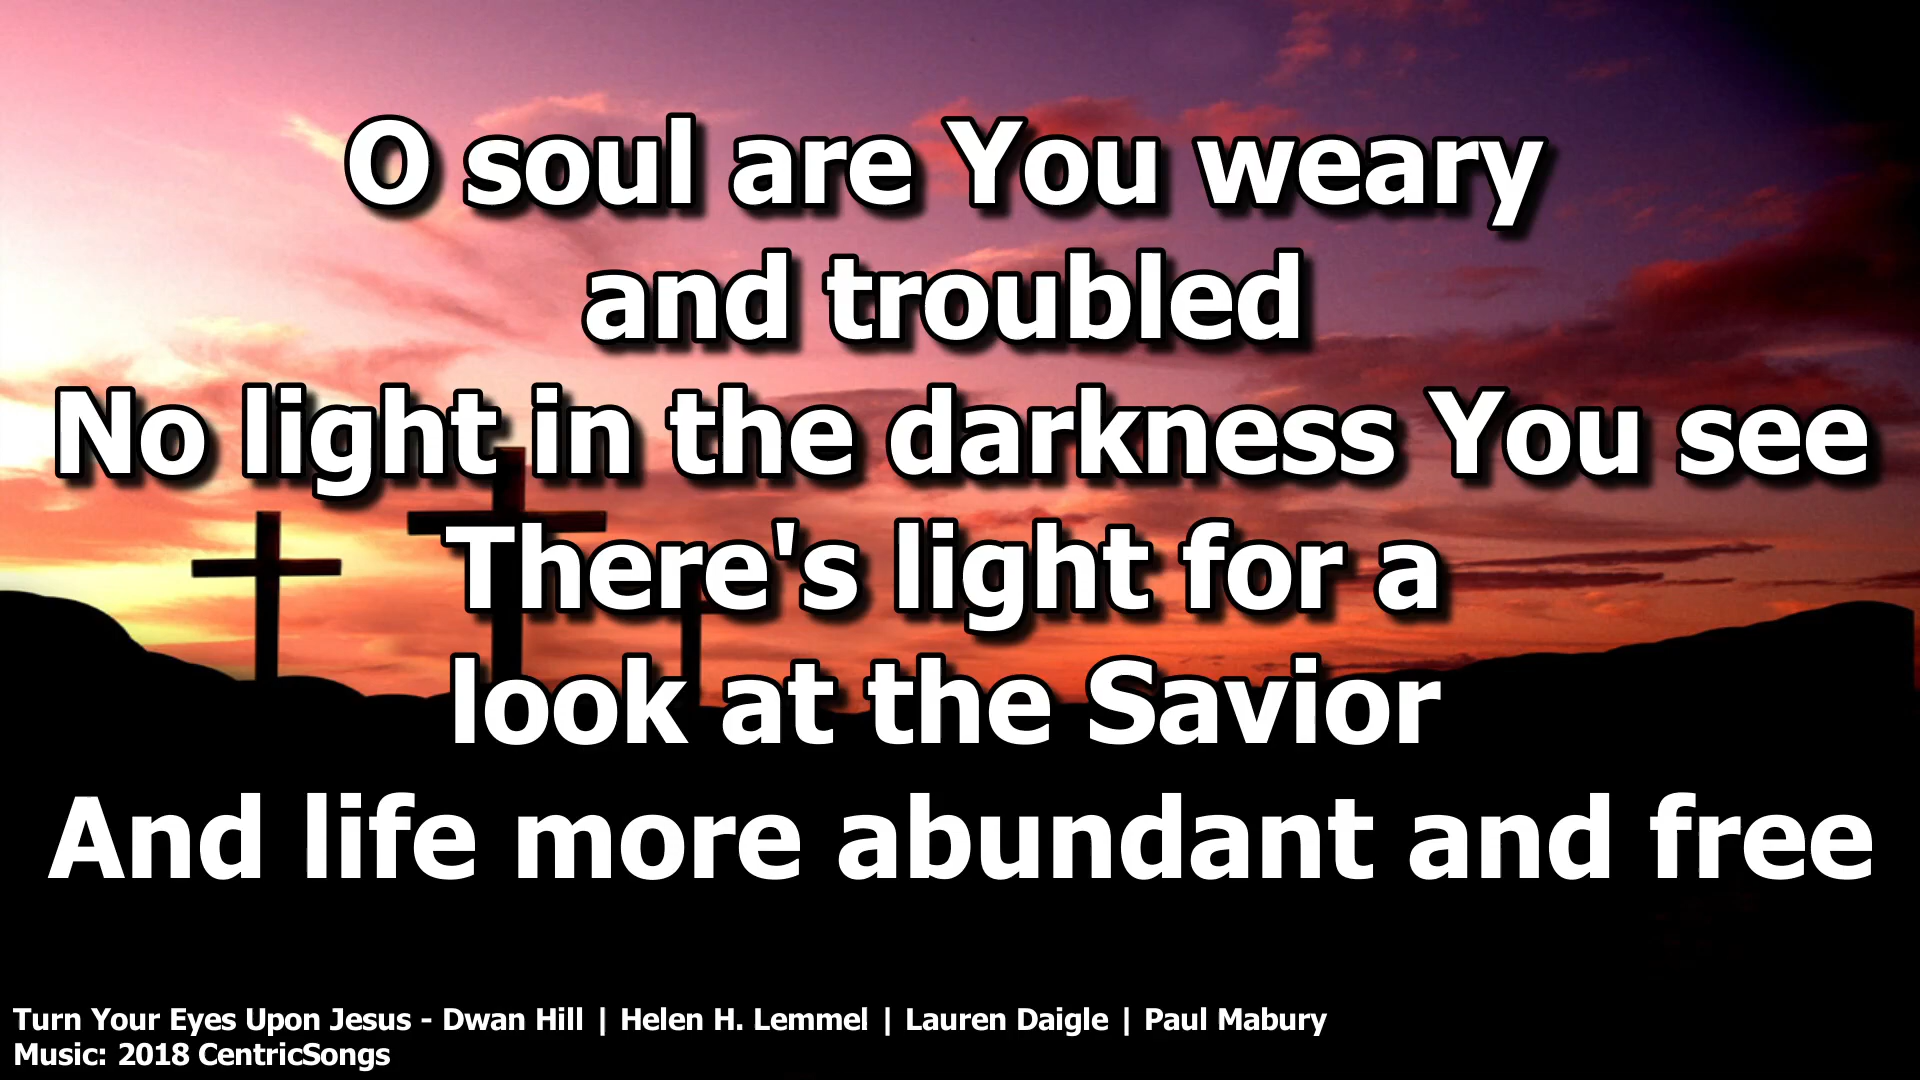 O soul are You weary
and troubled
No light in the darkness You see
There's light for a
look at the Savior
And life more abundant and free
Turn Your Eyes Upon Jesus - Dwan Hill | Helen H. Lemmel | Lauren Daigle | Paul Mabury
Music: 2018 CentricSongs